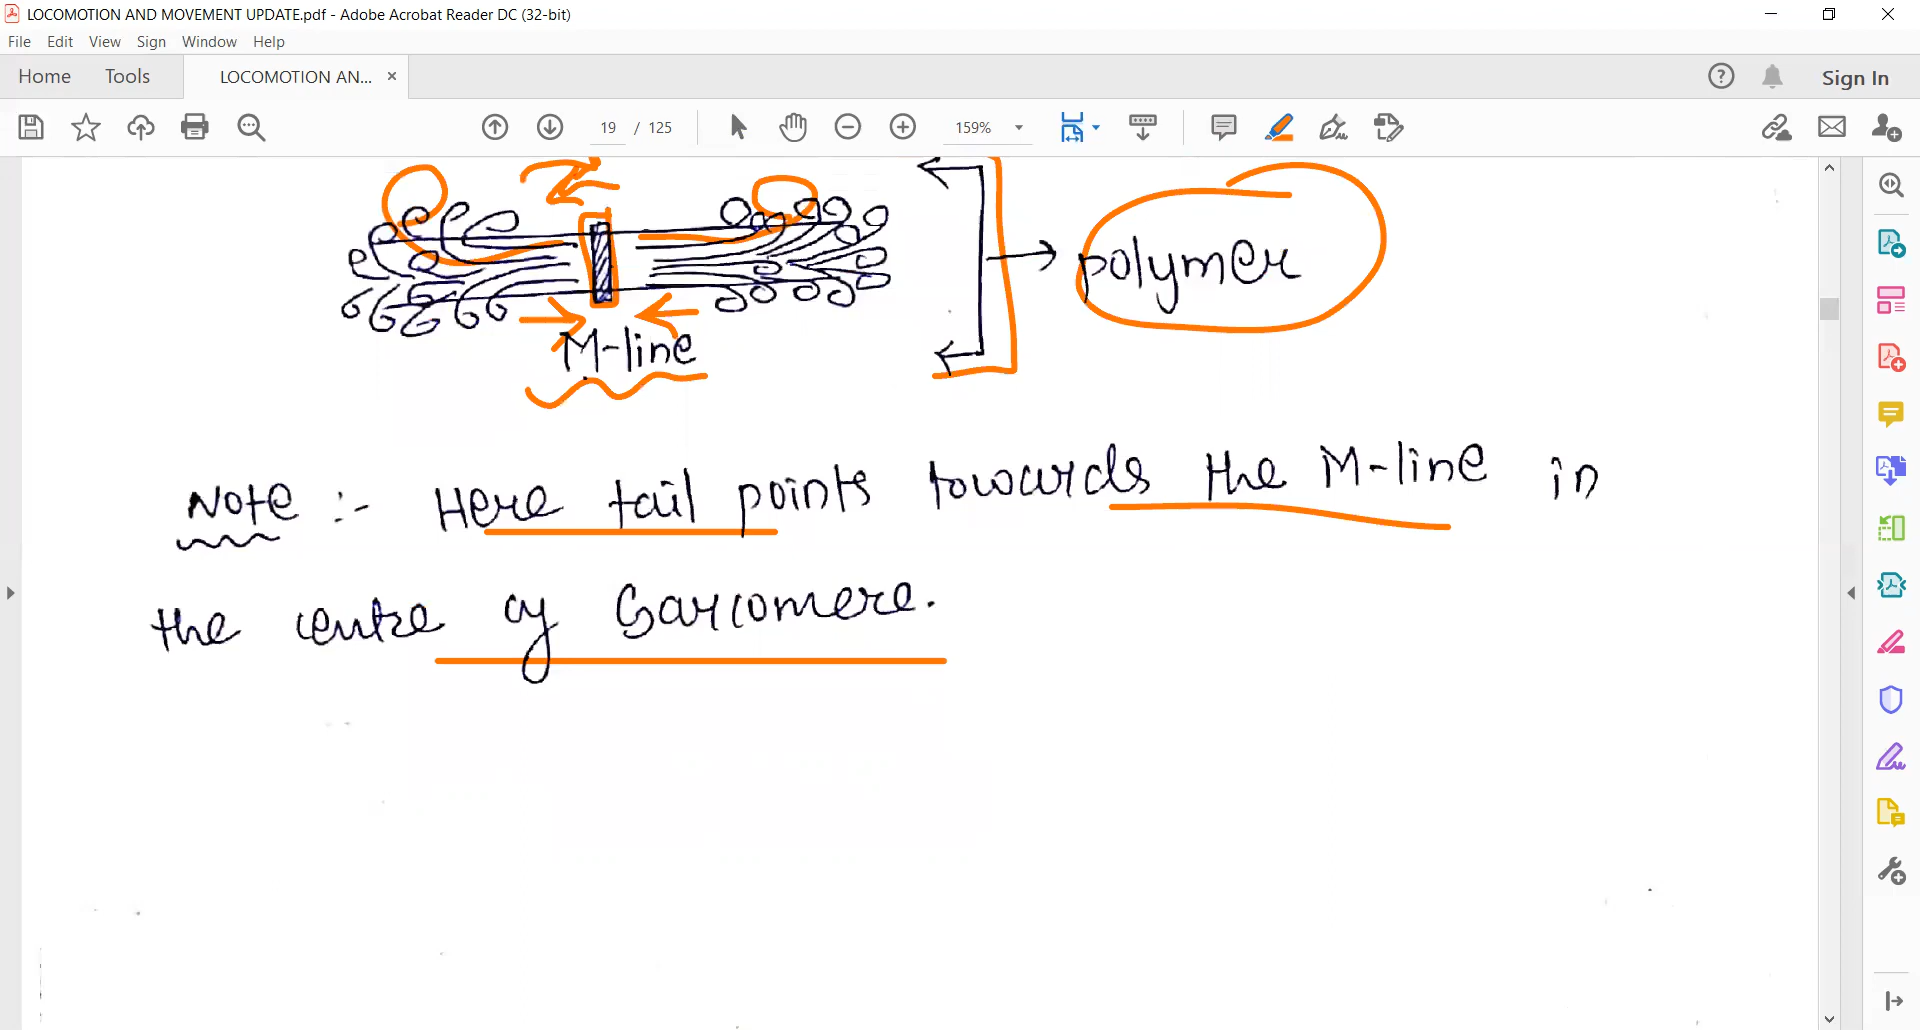 LOCOMOTION AND MOVEMENT UPDATE.pdf - Adobe Acrobat Reader DC (32-bit)
File Edit View Sign Window Help
Home Tools LOCOMOTION AN... ×
Sign In
19 / 125
159%
polymer
M-line
Note :- Here tail points towards the M-line in
the centre of Sarcomere.